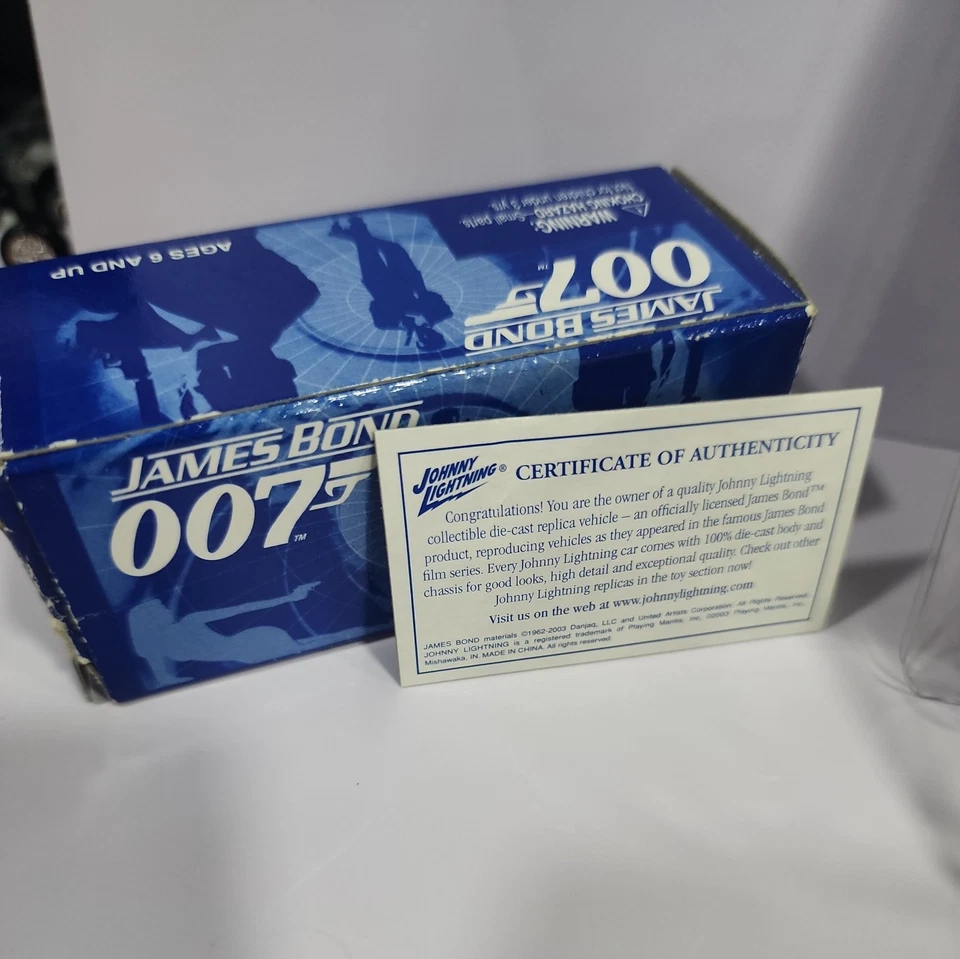 WARNING:
CHOKING HAZARD — Small parts.
Not for children under 3 yrs.
AGES 6 AND UP
JAMES BOND
007™
JAMES BOND
007™
JOHNNY
LIGHTNING®
CERTIFICATE OF AUTHENTICITY
Congratulations! You are the owner of a quality Johnny Lightning
collectible die-cast replica vehicle – an officially licensed James Bond™
product, reproducing vehicles as they appeared in the famous James Bond
film series. Every Johnny Lightning car comes with 100% die-cast body and
chassis for good looks, high detail and exceptional quality. Check out other
Johnny Lightning replicas in the toy section now!
Visit us on the web at www.johnnylightning.com
JAMES BOND materials ©1962-2003 Danjaq, LLC and United Artists Corporation. All Rights Reserved.
JOHNNY LIGHTNING is a registered trademark of Playing Mantis, Inc. ©2003 Playing Mantis, Inc.,
Mishawaka, IN. MADE IN CHINA. All rights reserved.